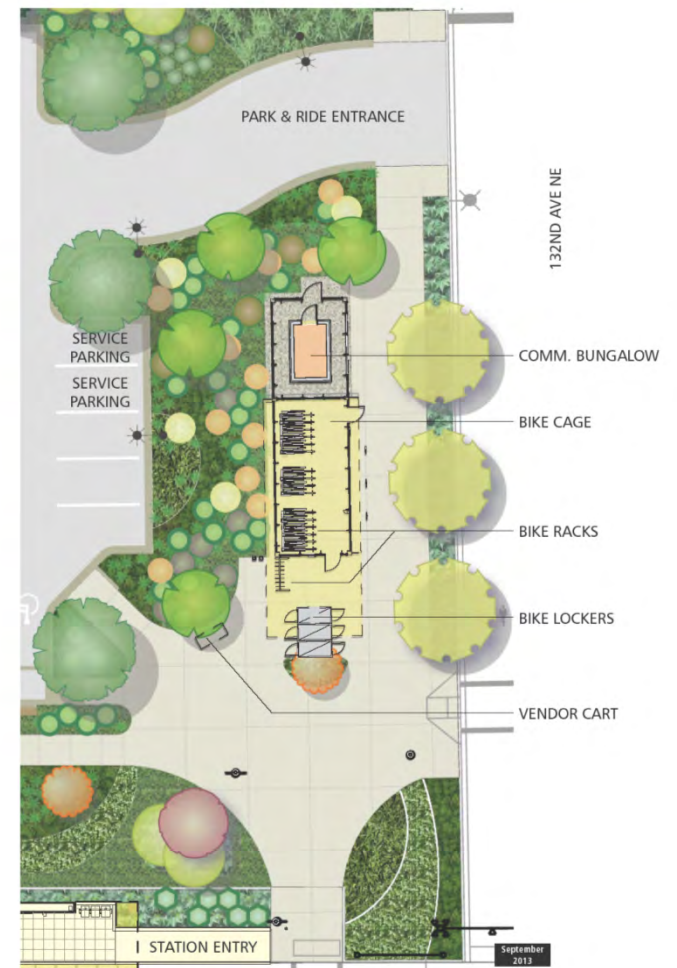 PARK & RIDE ENTRANCE
132ND AVE NE
SERVICE
PARKING
SERVICE
PARKING
COMM. BUNGALOW
BIKE CAGE
BIKE RACKS
BIKE LOCKERS
VENDOR CART
STATION ENTRY
September
2013